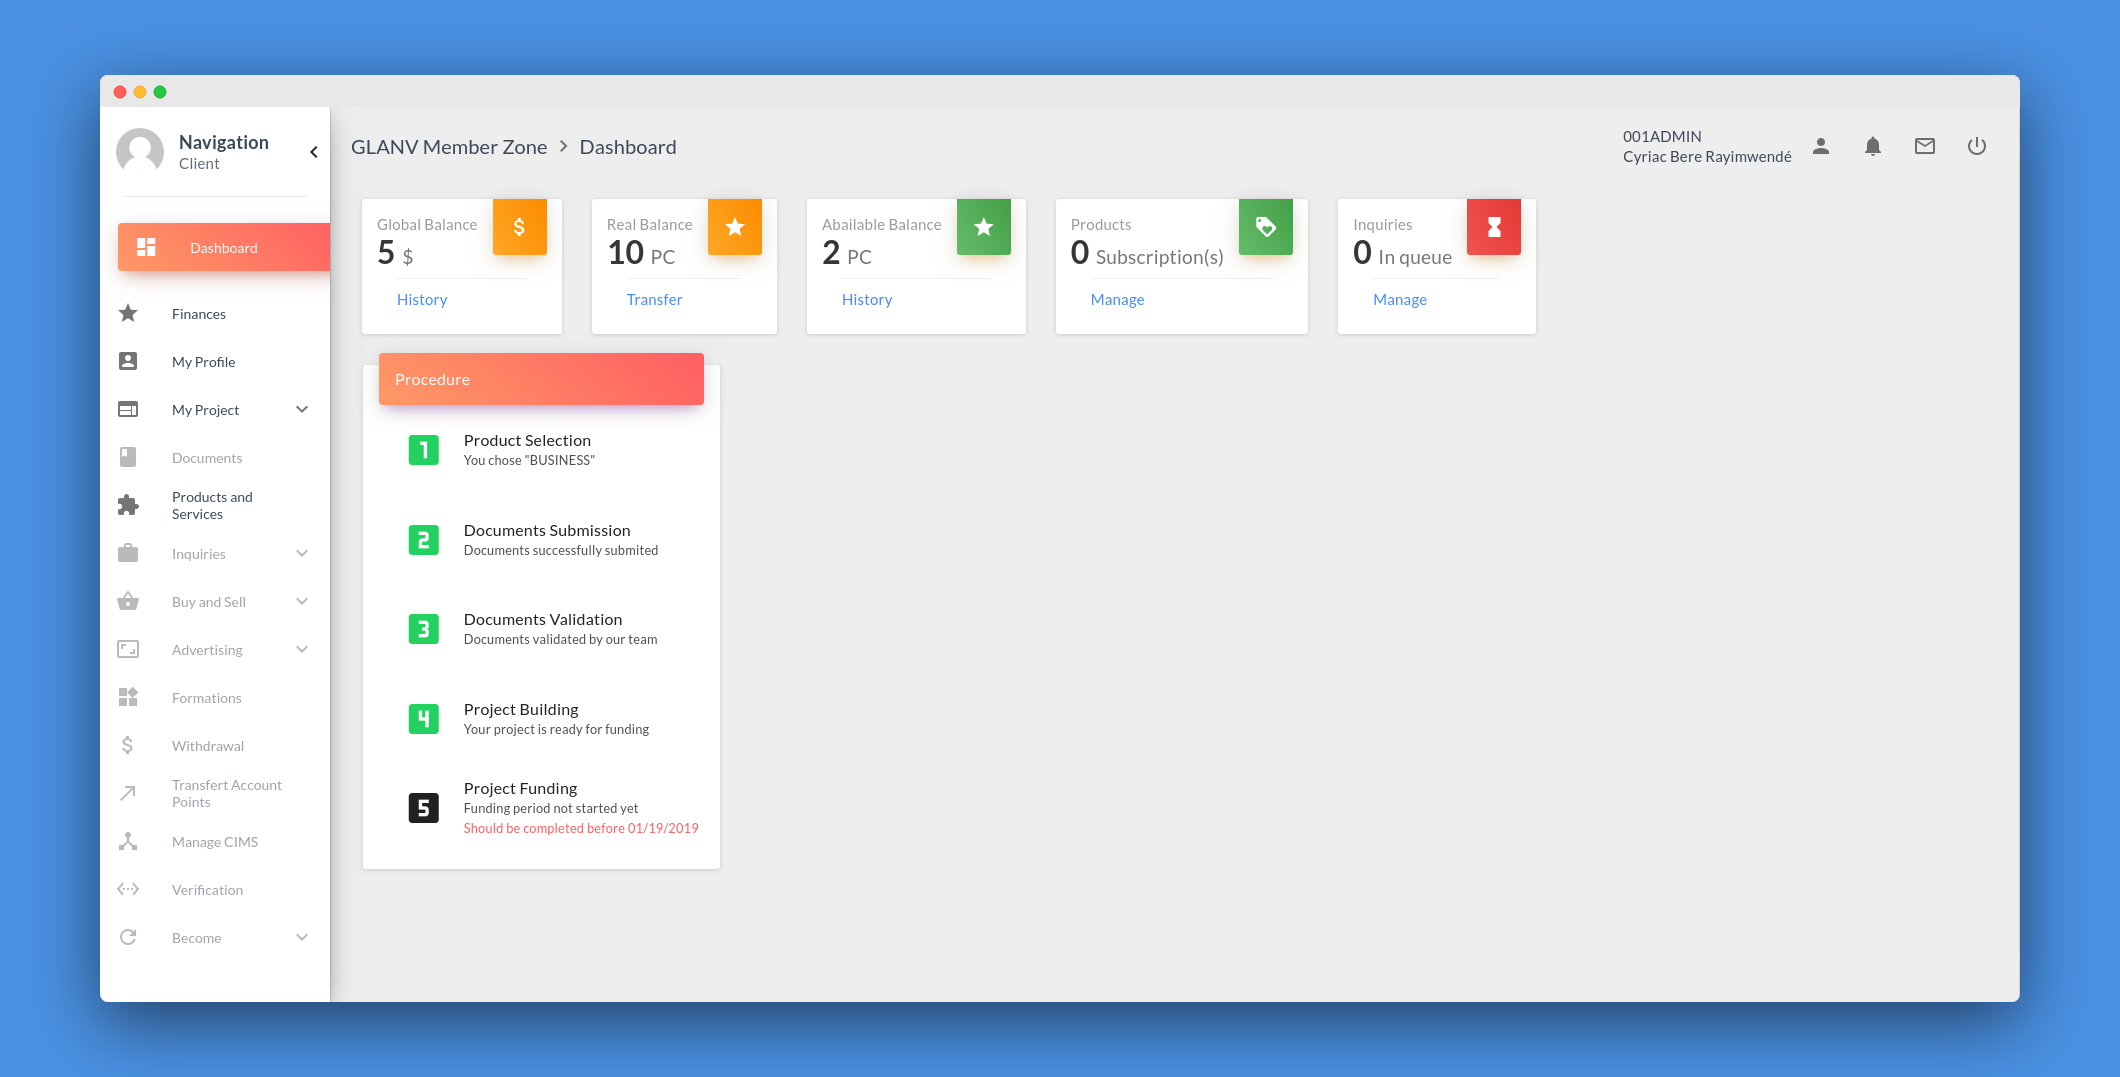 Navigation
Client
Dashboard
Finances
My Profile
My Project
Documents
Products and
Services
Inquiries
Buy and Sell
Advertising
Formations
Withdrawal
Transfert Account
Points
Manage CIMS
Verification
Become
GLANV Member Zone > Dashboard
001ADMIN
Cyriac Bere Rayimwendé
Global Balance
5 $
History
Real Balance
10 PC
Transfer
Abailable Balance
2 PC
History
Products
0 Subscription(s)
Manage
Inquiries
0 In queue
Manage
Procedure
1
Product Selection
You chose "BUSINESS"
2
Documents Submission
Documents successfully submited
3
Documents Validation
Documents validated by our team
4
Project Building
Your project is ready for funding
5
Project Funding
Funding period not started yet
Should be completed before 01/19/2019